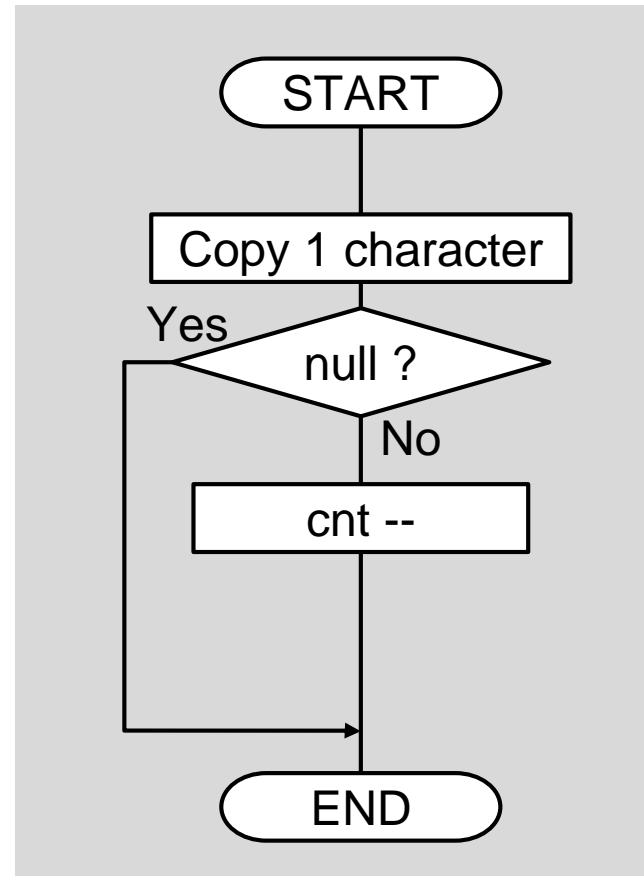 START
Copy 1 character
Yes
null ?
No
cnt --
END